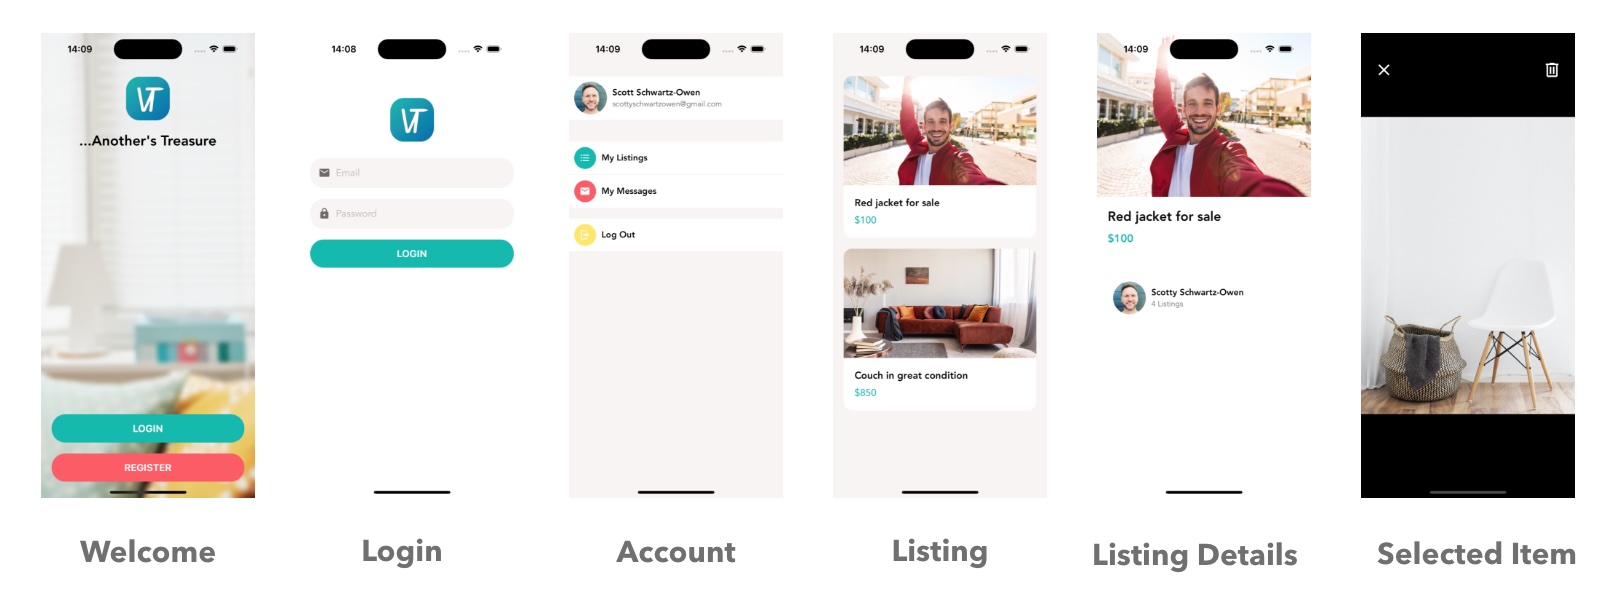 14:09
VT
...Another's Treasure
LOGIN
REGISTER
Welcome
14:08
VT
Email
Password
LOGIN
Login
14:09
Scott Schwartz-Owen
scottyschwartzowen@gmail.com
My Listings
My Messages
Log Out
Account
14:09
Red jacket for sale
$100
Couch in great condition
$850
Listing
14:09
Red jacket for sale
$100
Scotty Schwartz-Owen
4 Listings
Listing Details
Selected Item